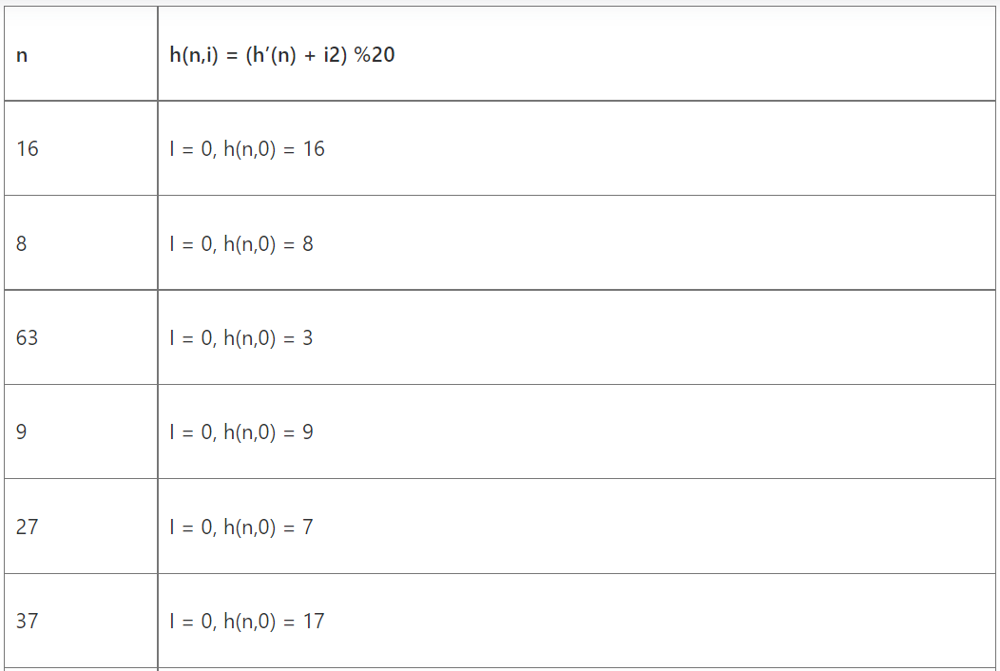 n
h(n,i) = (h’(n) + i2) %20
16
I = 0, h(n,0) = 16
8
I = 0, h(n,0) = 8
63
I = 0, h(n,0) = 3
9
I = 0, h(n,0) = 9
27
I = 0, h(n,0) = 7
37
I = 0, h(n,0) = 17